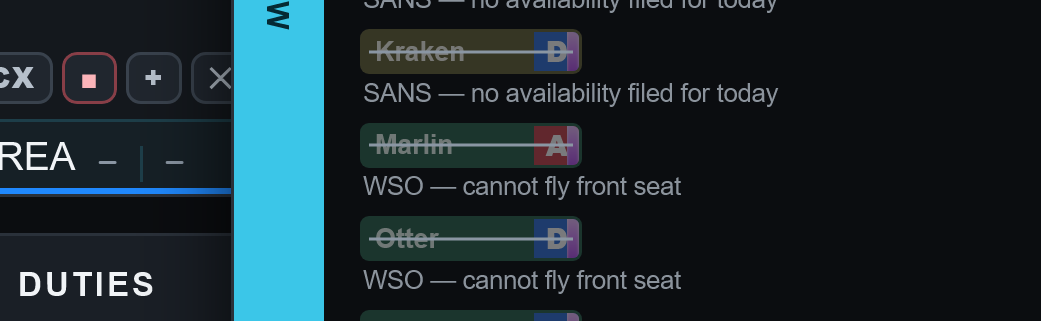 W
SANS — no availability filed for today
Kraken D
SANS — no availability filed for today
CX ■ + ×
Marlin A
REA – –
WSO — cannot fly front seat
Otter D
WSO — cannot fly front seat
DUTIES